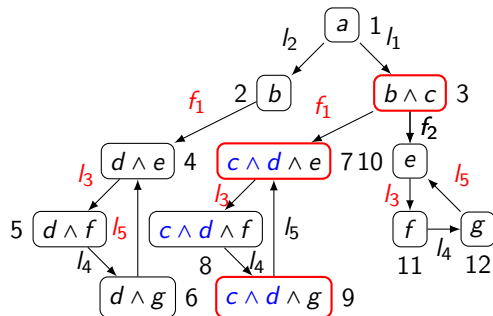 a 1
l₂ l₁
2 b b ∧ c 3
f₁ f₁ f₂
d ∧ e 4 c ∧ d ∧ e 7 10 e
l₃ l₃ l₃ l₅
5 d ∧ f l₅ c ∧ d ∧ f l₅ f g
l₄ 8 l₄ 11 l₄ 12
d ∧ g 6 c ∧ d ∧ g 9